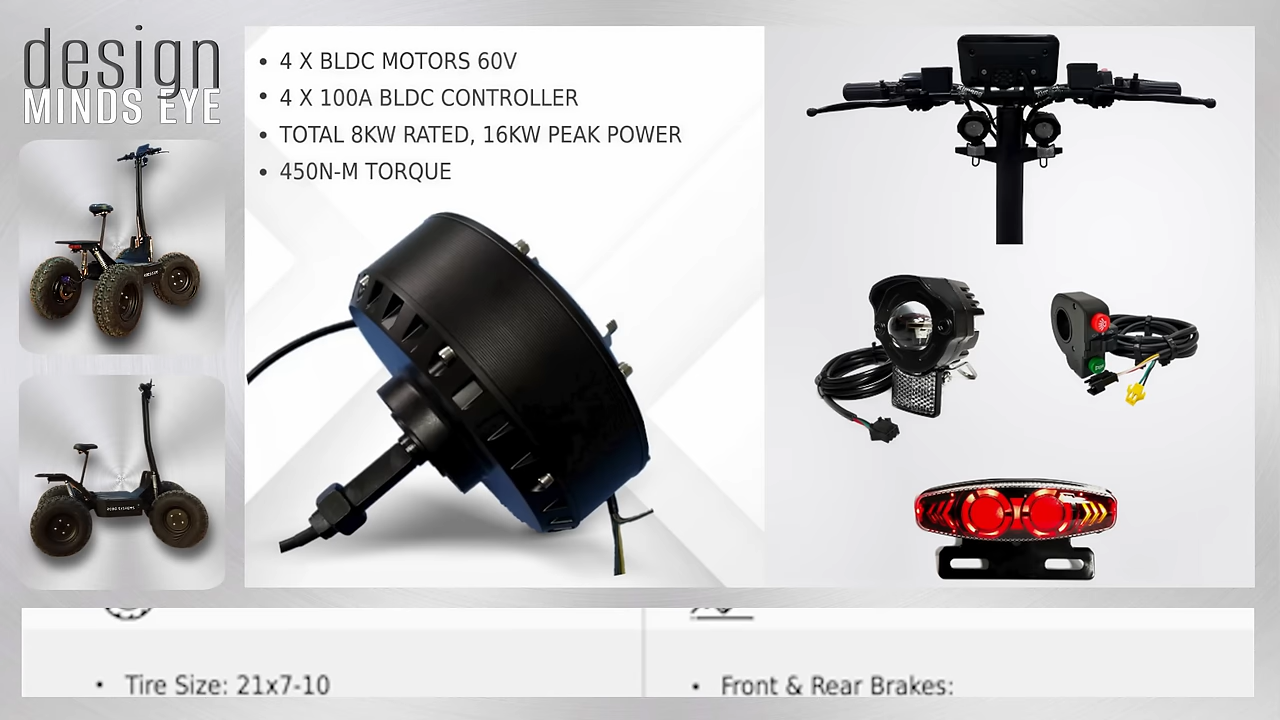 design
MINDS EYE
• 4 X BLDC MOTORS 60V
• 4 X 100A BLDC CONTROLLER
• TOTAL 8KW RATED, 16KW PEAK POWER
• 450N-M TORQUE
• Tire Size: 21x7-10
• Front & Rear Brakes: